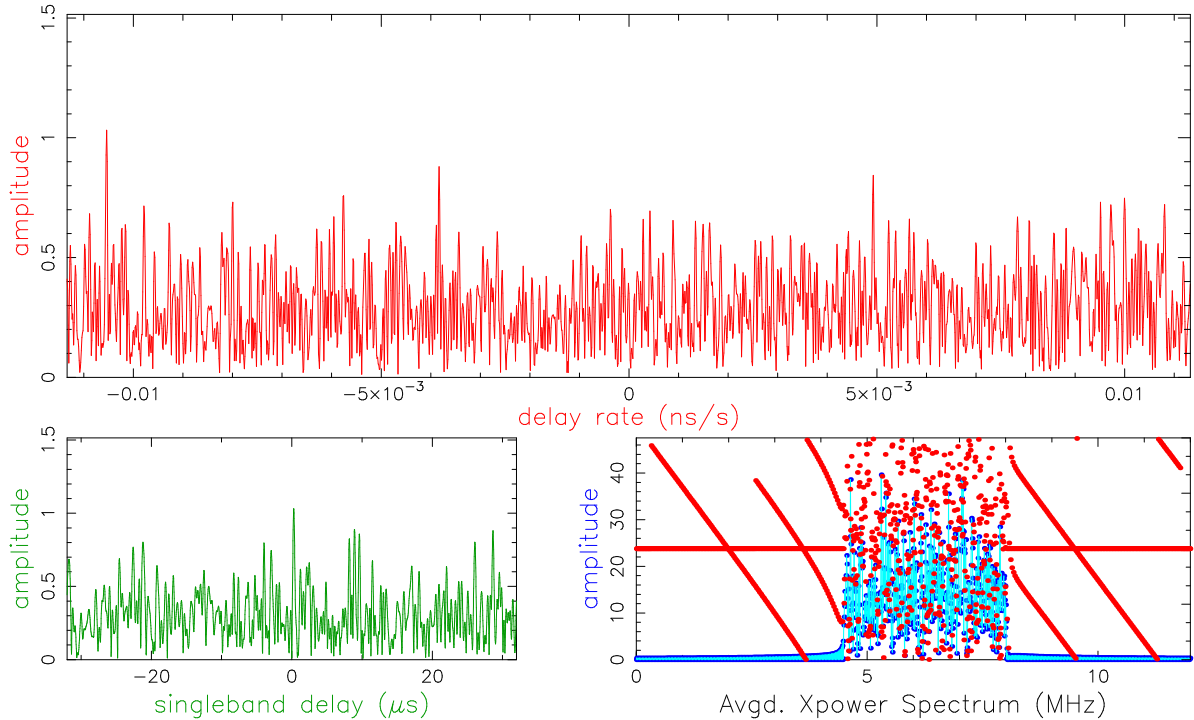 amplitude
0 0.5 1 1.5
−0.01 −5×10⁻³ 0 5×10⁻³ 0.01
delay rate (ns/s)
amplitude
0 0.5 1 1.5
−20 0 20
singleband delay (μs)
amplitude
0 10 20 30 40
0 5 10
Avgd. Xpower Spectrum (MHz)